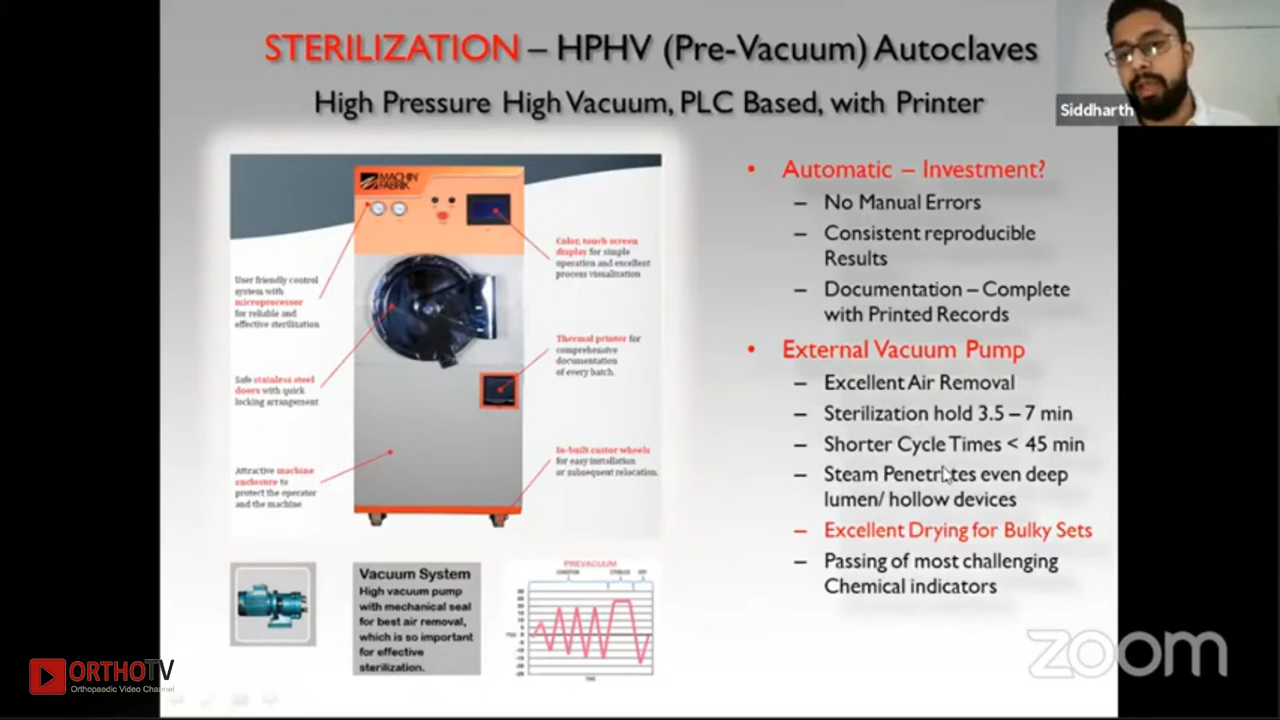 STERILIZATION – HPHV (Pre-Vacuum) Autoclaves
High Pressure High Vacuum, PLC Based, with Printer
Siddharth
MACHIN
FABRIK
User friendly control
system with
microprocessor
for reliable and
effective sterilization
Safe stainless steel
doors with quick
locking arrangement
Attractive machine
enclosure to
protect the operator
and the machine
Color, touch screen
display for simple
operation and excellent
process visualization
Thermal printer for
comprehensive
documentation
of every batch.
In-built castor wheels
for easy installation
or subsequent relocation.
• Automatic – Investment?
– No Manual Errors
– Consistent reproducible
Results
– Documentation – Complete
with Printed Records
• External Vacuum Pump
– Excellent Air Removal
– Sterilization hold 3.5 – 7 min
– Shorter Cycle Times < 45 min
– Steam Penetrates even deep
lumen/ hollow devices
– Excellent Drying for Bulky Sets
– Passing of most challenging
Chemical indicators
Vacuum System
High vacuum pump
with mechanical seal
for best air removal,
which is so important
for effective
sterilization.
PREVACUUM
CONDITION
TIME
ORTHOTV
Orthopaedic Video Channel
zoom